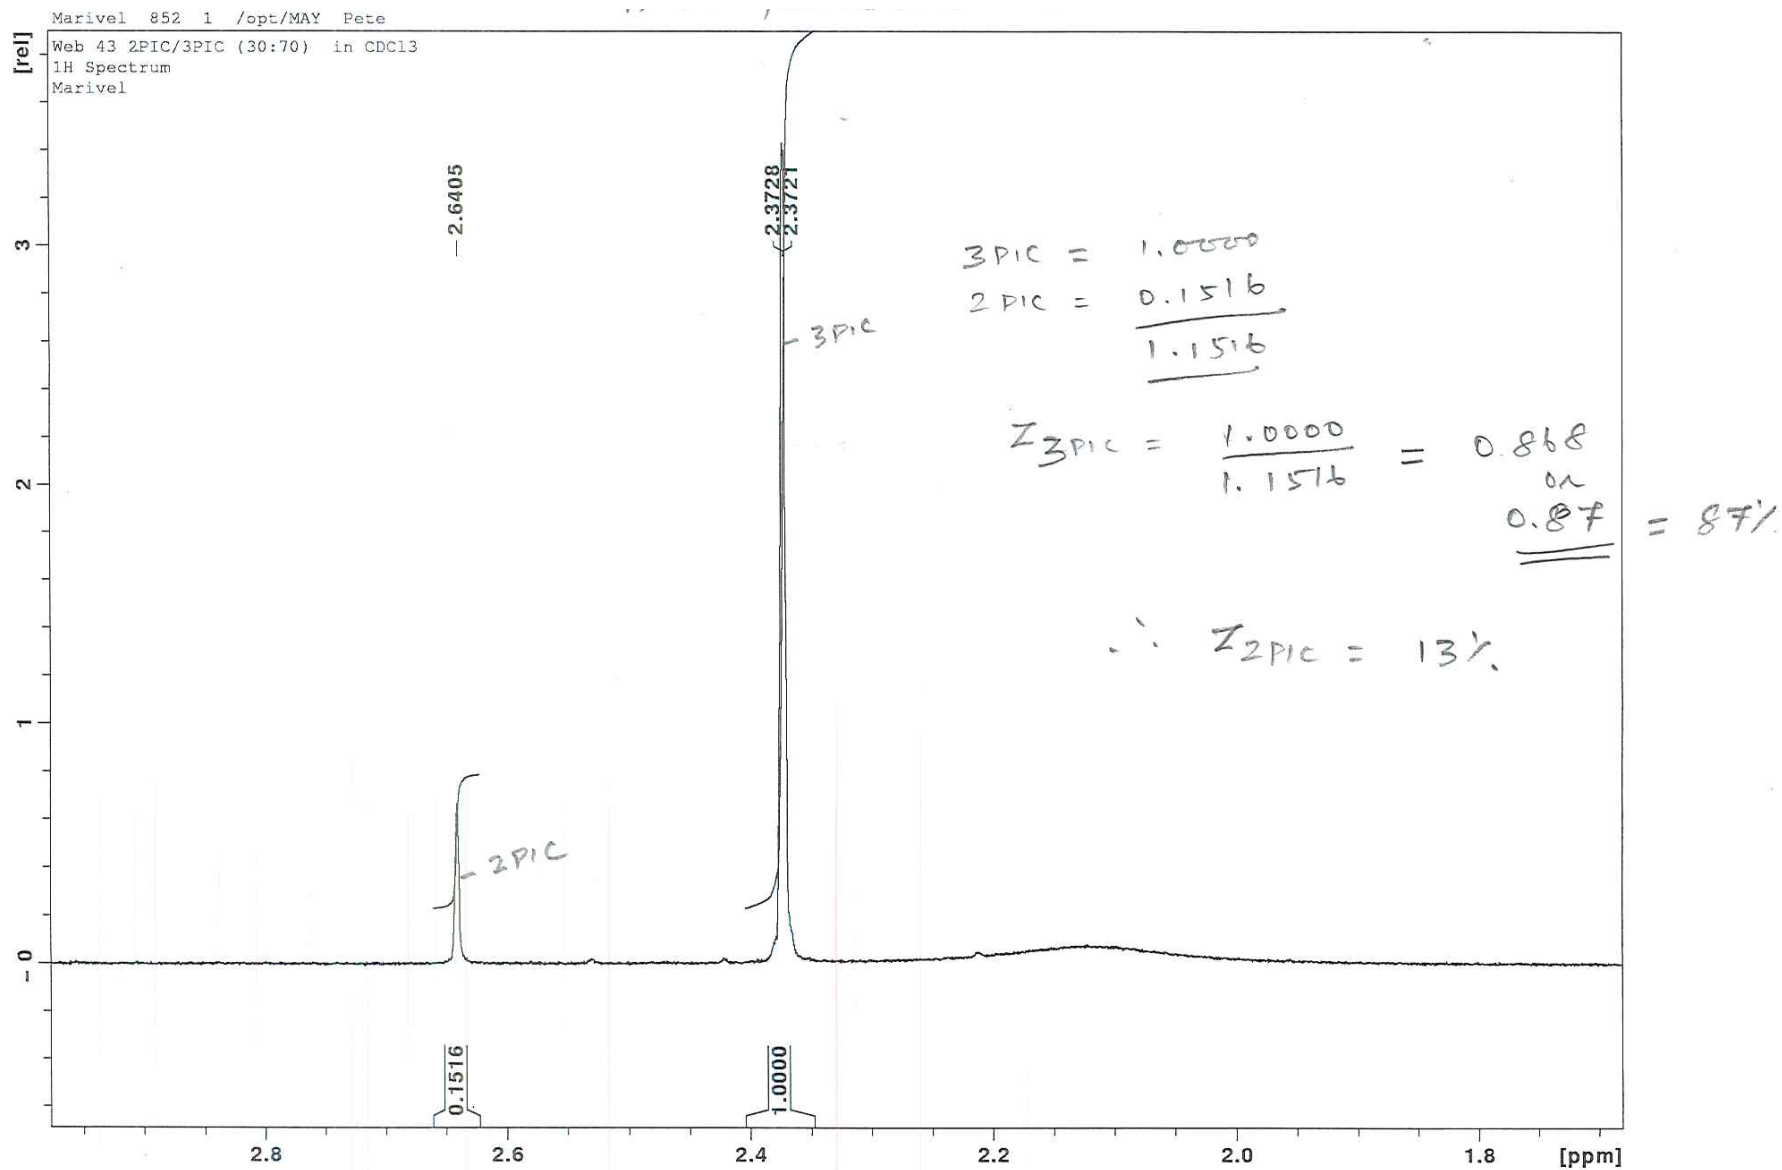 Marivel 852 1 /opt/MAY Pete
Web 43 2PIC/3PIC (30:70) in CDCl3
1H Spectrum
Marivel
[rel]
3
2
1
0
2.6405
2.3728
2.3721
3PIC
2PIC
3PIC = 1.0000
2PIC = 0.1516
1.1516
Z3PIC = 1.0000 / 1.1516 = 0.868
or
0.87 = 87%
∴ Z2PIC = 13%
0.1516
1.0000
2.8 2.6 2.4 2.2 2.0 1.8 [ppm]